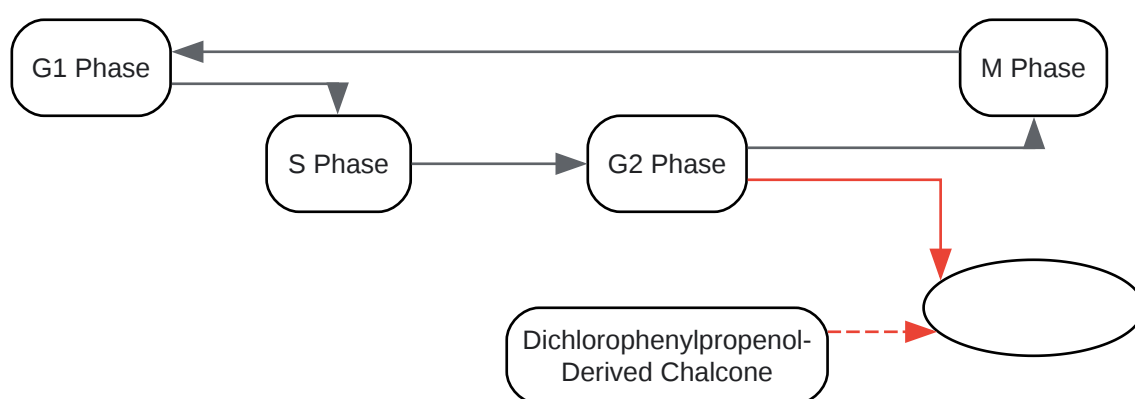 G1 Phase
M Phase
S Phase
G2 Phase
Dichlorophenylpropenol-
Derived Chalcone